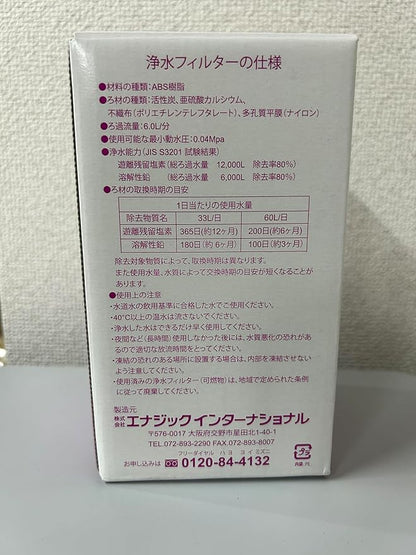 浄水フィルターの仕様
●材料の種類:ABS樹脂
●ろ材の種類:活性炭、亜硫酸カルシウム、
不織布(ポリエチレンテレフタレート)、多孔質平膜(ナイロン)
●ろ過流量:6.0L/分
●使用可能な最小動水圧:0.04Mpa
●浄水能力(JIS S3201 試験結果)
遊離残留塩素 (総ろ過水量 12,000L 除去率80%)
溶解性鉛 (総ろ過水量 6,000L 除去率80%)
●ろ材の取換時期の目安
1日当たりの使用水量
除去物質名 33L/日 60L/日
遊離残留塩素 365日(約12ヶ月) 200日(約6ヶ月)
溶解性鉛 180日(約 6ヶ月) 100日(約3ヶ月)
除去対象物質によって、取換時期は異なります。
また使用水量、水質によって交換時期の目安が短くなることが
あります。
●使用上の注意
・水道水の飲用基準に合格した水でご使用ください。
・40℃以上の温水は流さないでください。
・浄水した水はできるだけ早く使用してください。
・夜間など(長時間)使用しなかった後には、水質悪化の恐れがあ
るので適切な放流時間をとってください。
・凍結の恐れのある場所に設置する場合は、内部を凍結させない
よう注意してください。
・使用済みの浄水フィルター(可燃物)は、地域で定められた条例
に従って廃棄してください。
製造元
株式会社 エナジックインターナショナル
〒576-0017 大阪府交野市星田北1-40-1
TEL.072-893-2290 FAX.072-893-8007
フリーダイヤル ハ ヨ イ ミズニ
お申し込みは 0120-84-4132
プラ